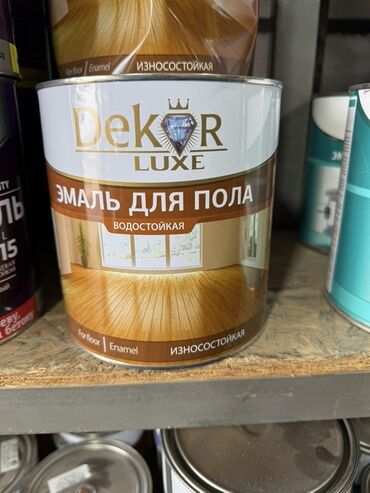 For floor | Enamel ИЗНОСОСТОЙКАЯ
DeKOR
LUXE
ЭМАЛЬ ДЛЯ ПОЛА
ВОДОСТОЙКАЯ
For floor | Enamel ИЗНОСОСТОЙКАЯ